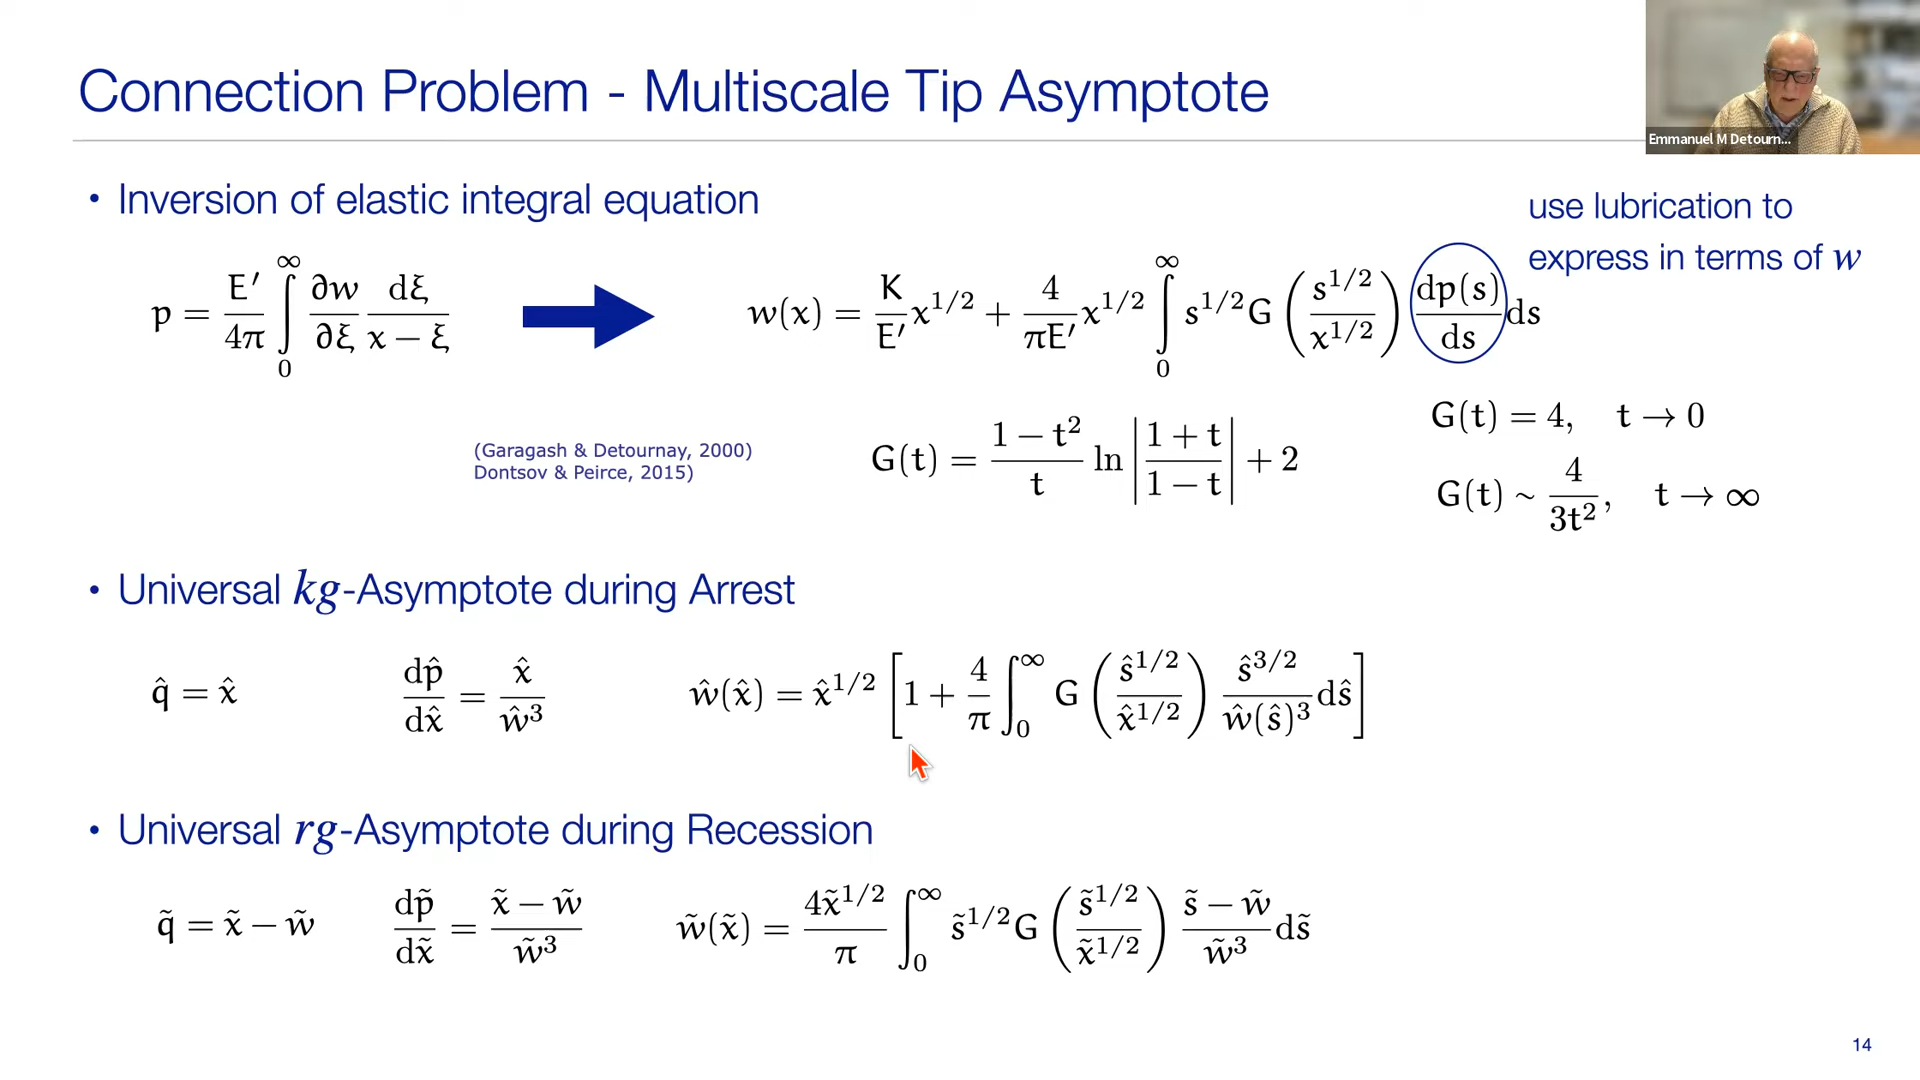 Connection Problem - Multiscale Tip Asymptote
Emmanuel M Detourn...
• Inversion of elastic integral equation
use lubrication to
express in terms of w
p = E′/4π ∫₀^∞ ∂w/∂ξ dξ/(x − ξ)
w(x) = K/E′ x^{1/2} + 4/πE′ x^{1/2} ∫₀^∞ s^{1/2} G (s^{1/2}/x^{1/2}) dp(s)/ds ds
(Garagash & Detournay, 2000)
Dontsov & Peirce, 2015)
G(t) = (1 − t²)/t ln |(1 + t)/(1 − t)| + 2
G(t) = 4, t → 0
G(t) ~ 4/3t², t → ∞
• Universal kg-Asymptote during Arrest
q̂ = x̂
dp̂/dx̂ = x̂/ŵ³
ŵ(x̂) = x̂^{1/2} [1 + 4/π ∫₀^∞ G (ŝ^{1/2}/x̂^{1/2}) ŝ^{3/2}/ŵ(ŝ)³ dŝ]
• Universal rg-Asymptote during Recession
q̃ = x̃ − w̃
dp̃/dx̃ = (x̃ − w̃)/w̃³
w̃(x̃) = 4x̃^{1/2}/π ∫₀^∞ s̃^{1/2} G (s̃^{1/2}/x̃^{1/2}) (s̃ − w̃)/w̃³ ds̃
14